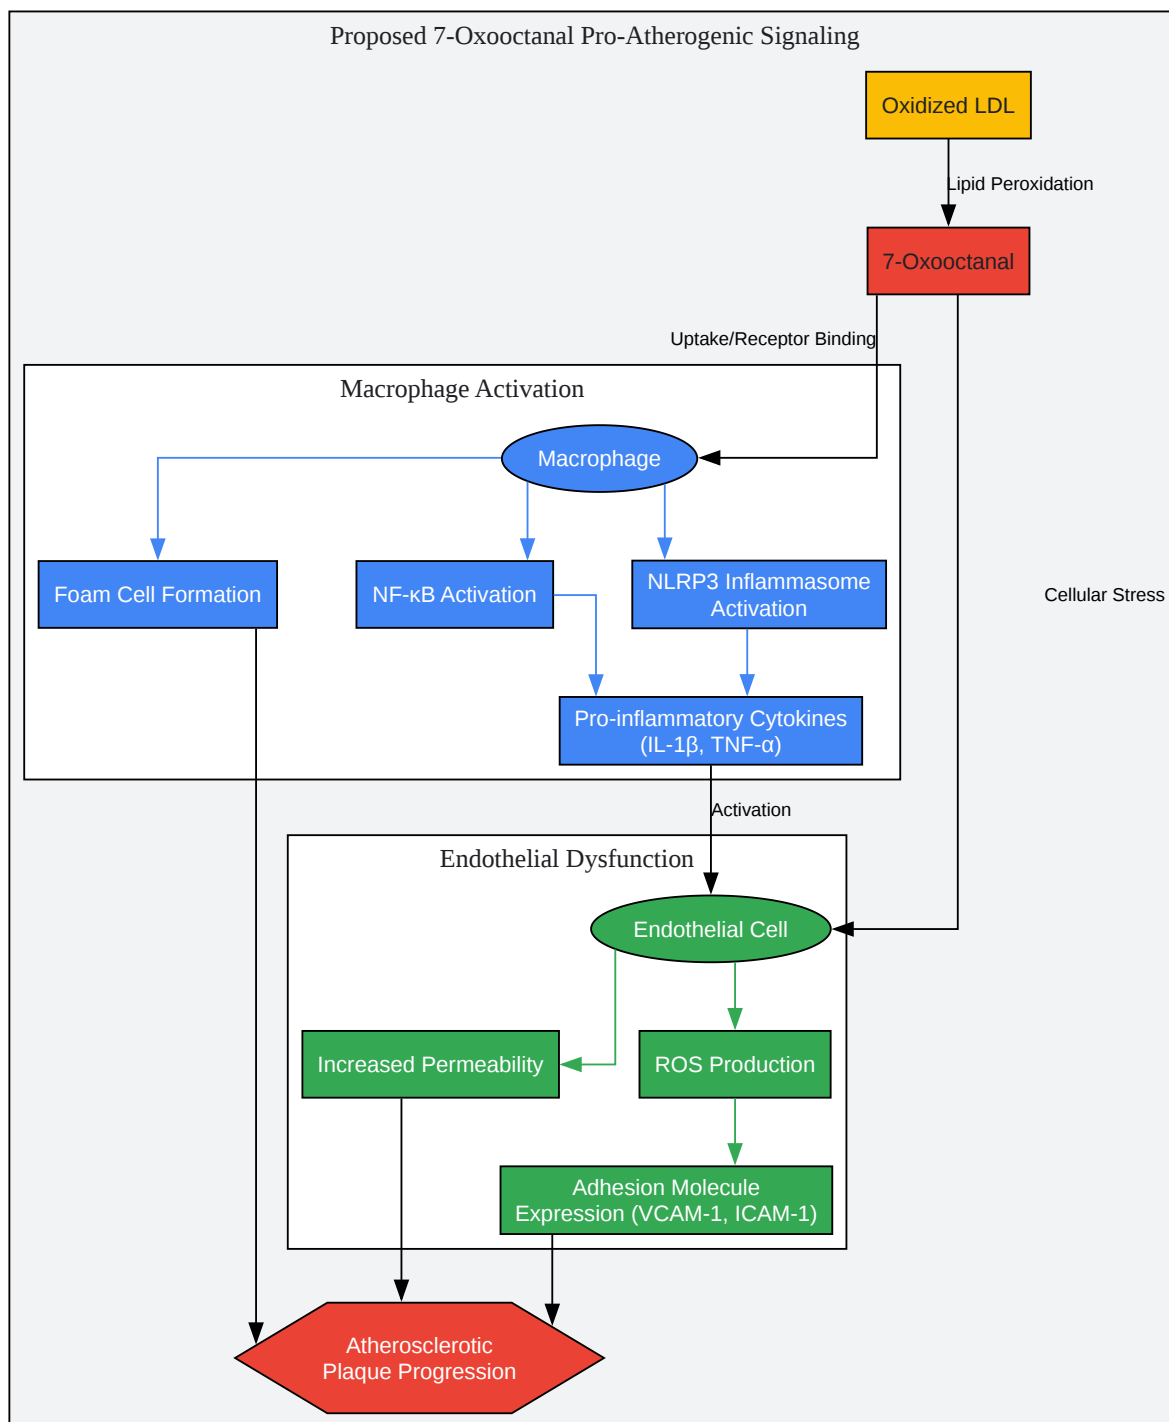 Proposed 7-Oxooctanal Pro-Atherogenic Signaling
Oxidized LDL
Lipid Peroxidation
7-Oxooctanal
Uptake/Receptor Binding
Macrophage Activation
Macrophage
Foam Cell Formation
NF-κB Activation
NLRP3 Inflammasome
Activation
Cellular Stress
Pro-inflammatory Cytokines
(IL-1β, TNF-α)
Activation
Endothelial Dysfunction
Endothelial Cell
Increased Permeability
ROS Production
Adhesion Molecule
Expression (VCAM-1, ICAM-1)
Atherosclerotic
Plaque Progression